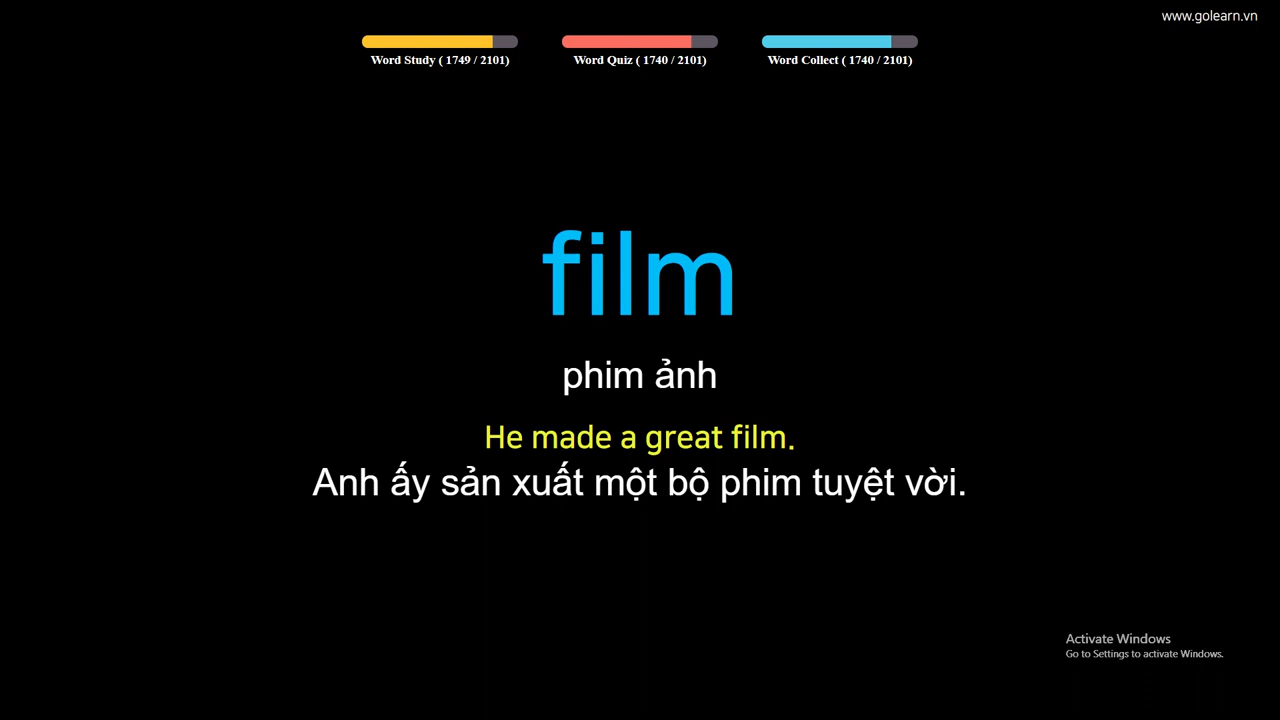 www.golearn.vn
Word Study ( 1749 / 2101)
Word Quiz ( 1740 / 2101)
Word Collect ( 1740 / 2101)
film
phim ảnh
He made a great film.
Anh ấy sản xuất một bộ phim tuyệt vời.
Activate Windows
Go to Settings to activate Windows.